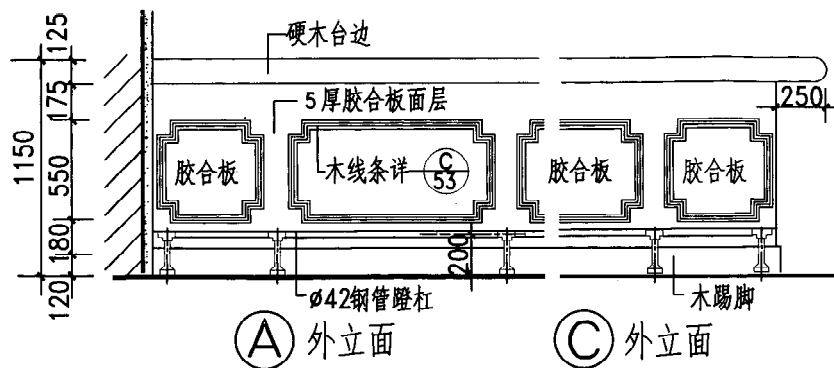 硬木台边
125
175
1150
550
180
120
5厚胶合板面层
250
胶合板
木线条详
C
53
胶合板
胶合板
200
ø42钢管蹬杠
木踢脚
A 外立面
C 外立面